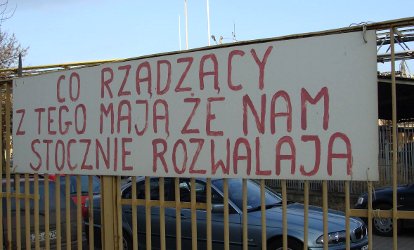 CO RZĄDZĄCY
Z TEGO MAJĄ ŻE NAM
STOCZNIE ROZWALAJĄ